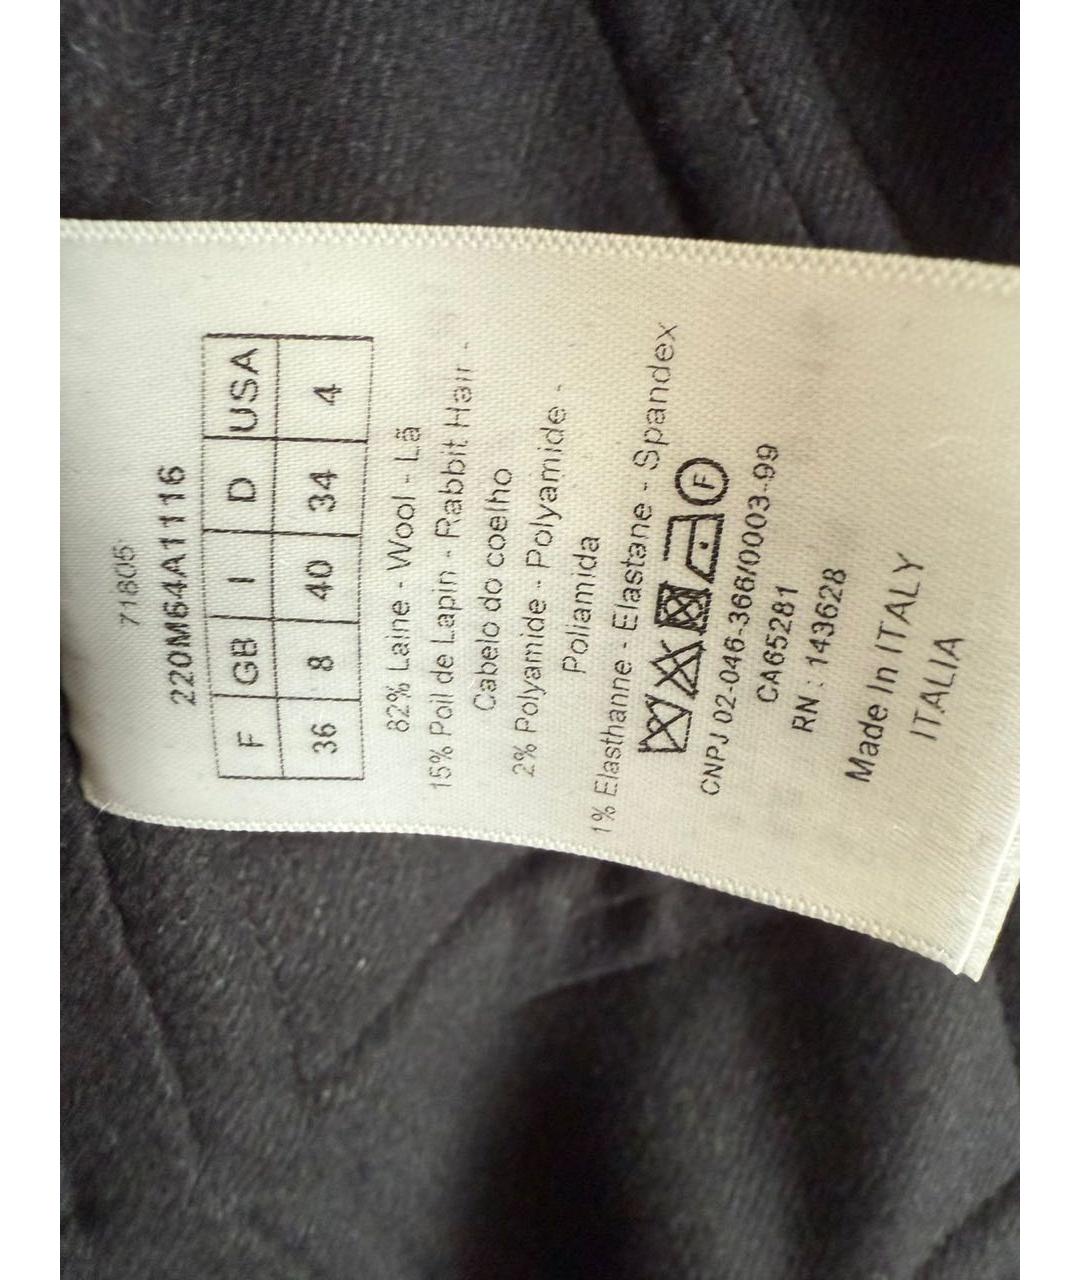 71805
220M64A1116
F GB I D USA
36 8 40 34 4
82% Laine - Wool - Lã
15% Poil de Lapin - Rabbit Hair -
Cabelo do coelho
2% Polyamide - Polyamide -
Poliamida
1% Elasthanne - Elastane - Spandex
F
CNPJ 02-046-366/0003-99
CA65281
RN : 143628
Made In ITALY
ITALIA